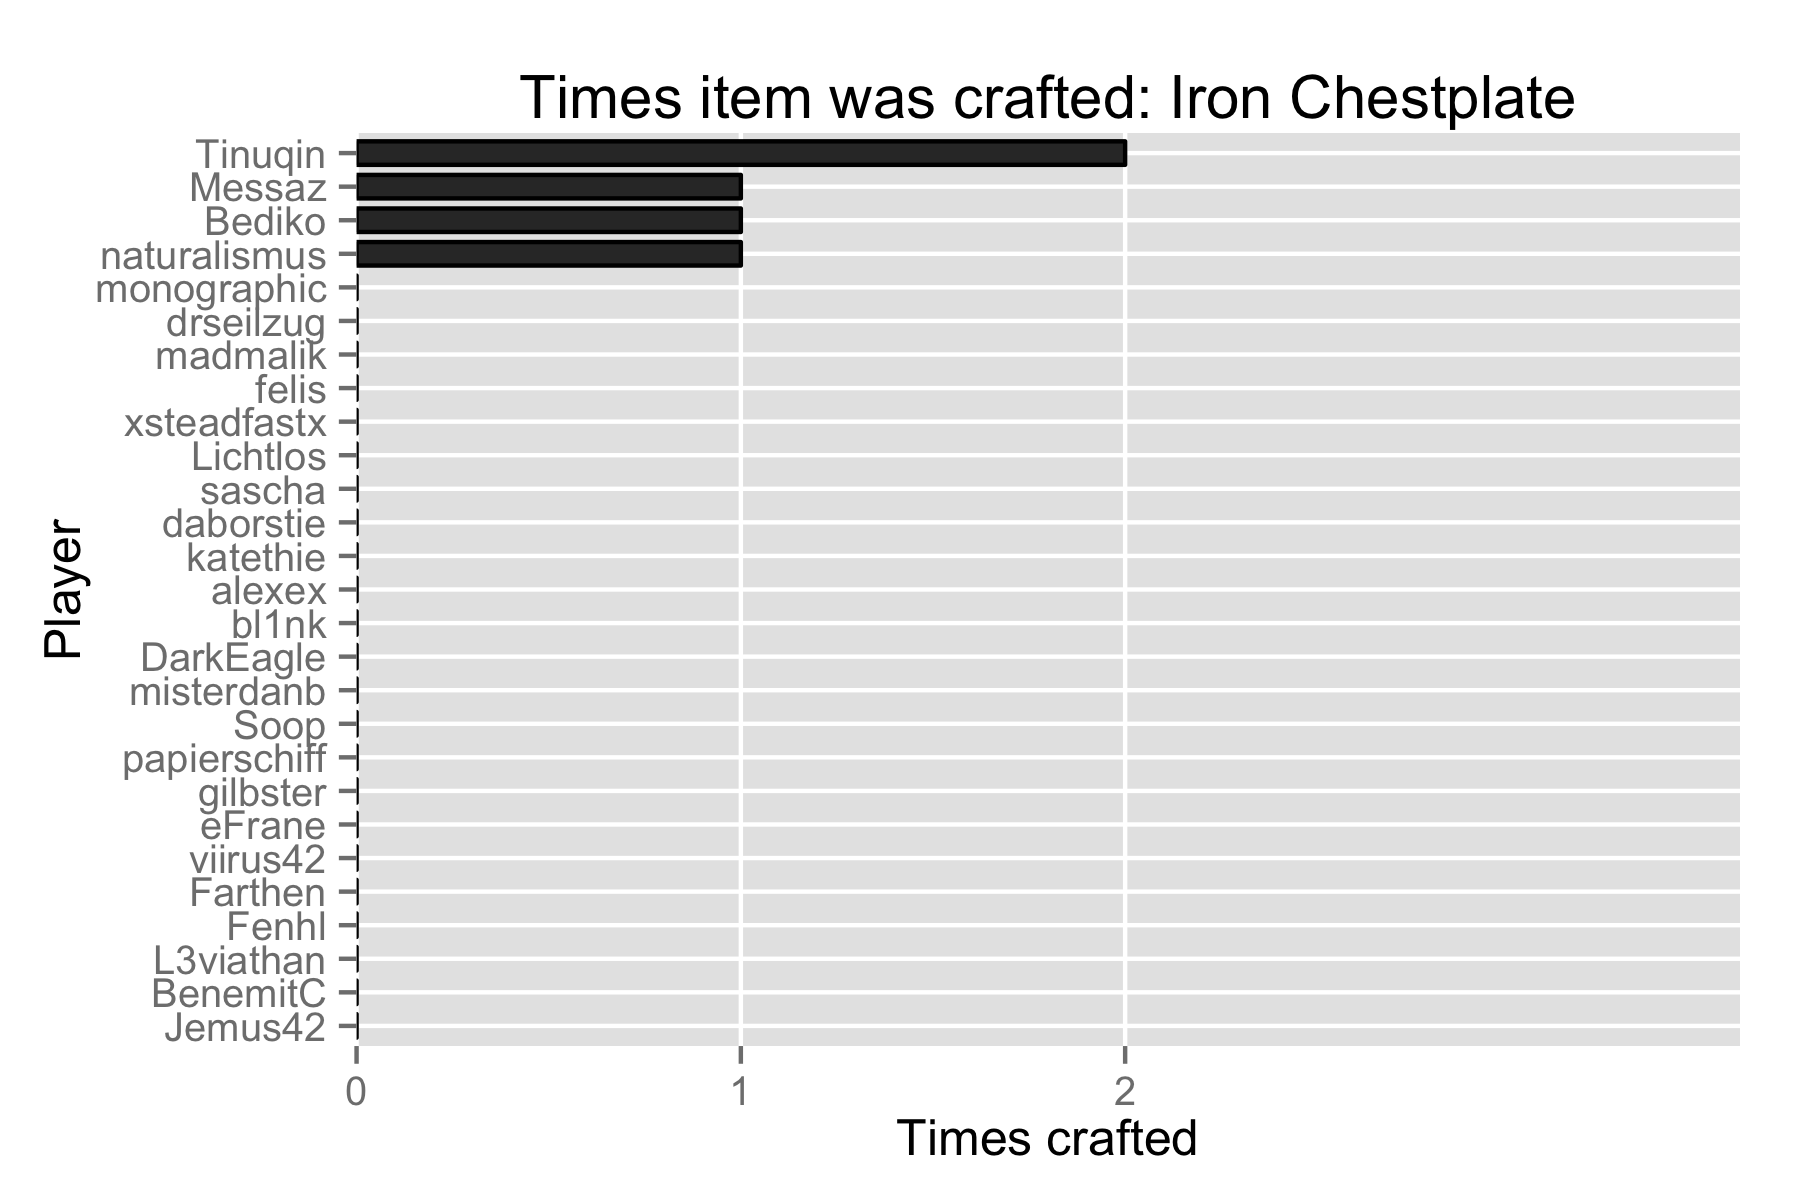 Times item was crafted: Iron Chestplate
Tinuqin
Messaz
Bediko
naturalismus
monographic
drseilzug
madmalik
felis
xsteadfastx
Lichtlos
sascha
daborstie
katethie
alexex
bl1nk
DarkEagle
misterdanb
Soop
papierschiff
gilbster
eFrane
viirus42
Farthen
Fenhl
L3viathan
BenemitC
Jemus42
Player
0 1 2
Times crafted